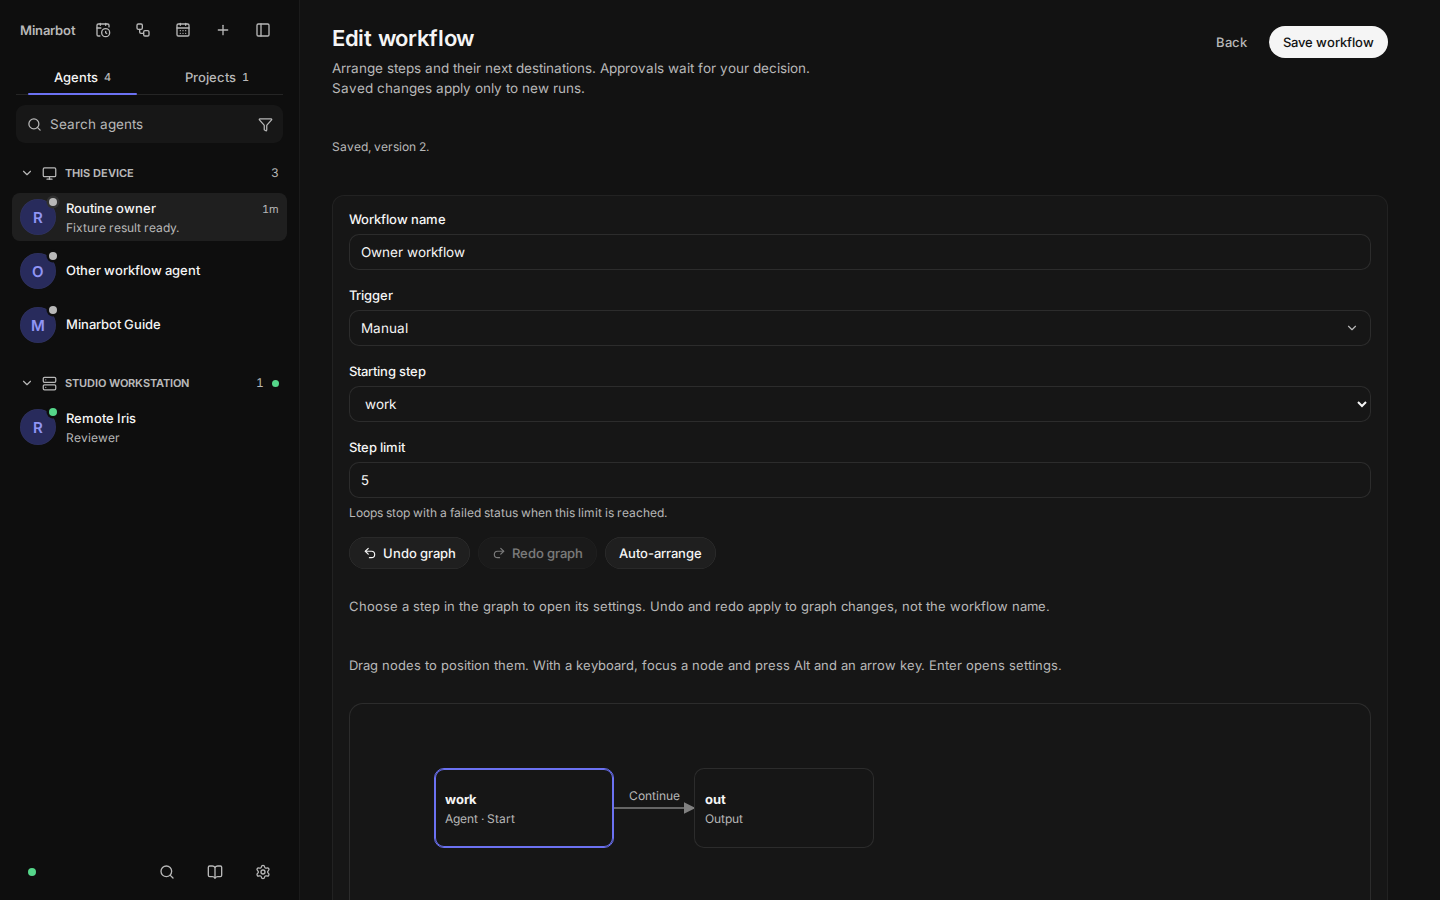 Minarbot
Agents 4
Projects 1
Search agents
THIS DEVICE 3
R
Routine owner 1m
Fixture result ready.
O
Other workflow agent
M
Minarbot Guide
STUDIO WORKSTATION 1
R
Remote Iris
Reviewer
Edit workflow
Back
Save workflow
Arrange steps and their next destinations. Approvals wait for your decision.
Saved changes apply only to new runs.
Saved, version 2.
Workflow name
Owner workflow
Trigger
Manual
Starting step
work
Step limit
5
Loops stop with a failed status when this limit is reached.
Undo graph
Redo graph
Auto-arrange
Choose a step in the graph to open its settings. Undo and redo apply to graph changes, not the workflow name.
Drag nodes to position them. With a keyboard, focus a node and press Alt and an arrow key. Enter opens settings.
work
Agent · Start
Continue
out
Output